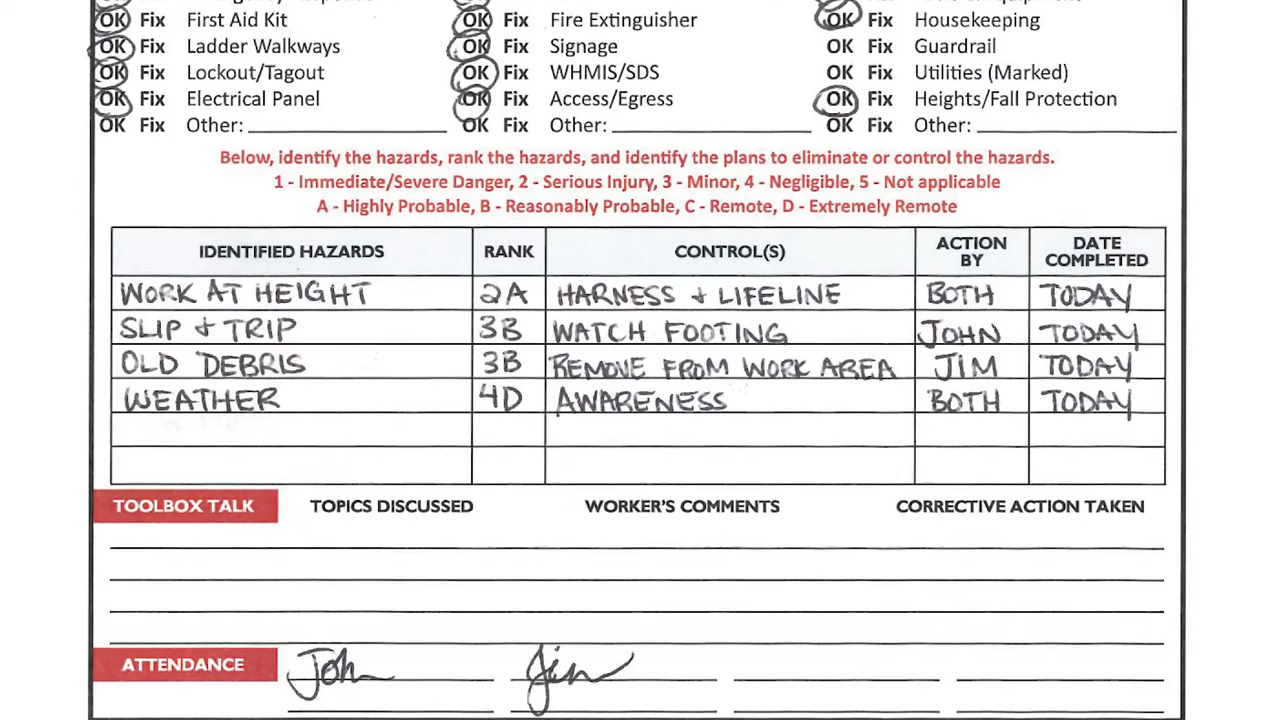 OK Fix First Aid Kit OK Fix Fire Extinguisher OK Fix Housekeeping
OK Fix Ladder Walkways OK Fix Signage OK Fix Guardrail
OK Fix Lockout/Tagout OK Fix WHMIS/SDS OK Fix Utilities (Marked)
OK Fix Electrical Panel OK Fix Access/Egress OK Fix Heights/Fall Protection
OK Fix Other: OK Fix Other: OK Fix Other:
Below, identify the hazards, rank the hazards, and identify the plans to eliminate or control the hazards.
1 - Immediate/Severe Danger, 2 - Serious Injury, 3 - Minor, 4 - Negligible, 5 - Not applicable
A - Highly Probable, B - Reasonably Probable, C - Remote, D - Extremely Remote
IDENTIFIED HAZARDS RANK CONTROL(S) ACTION BY DATE COMPLETED
WORK AT HEIGHT 2A HARNESS & LIFELINE BOTH TODAY
SLIP & TRIP 3B WATCH FOOTING JOHN TODAY
OLD DEBRIS 3B REMOVE FROM WORK AREA JIM TODAY
WEATHER 4D AWARENESS BOTH TODAY
TOOLBOX TALK TOPICS DISCUSSED WORKER'S COMMENTS CORRECTIVE ACTION TAKEN
ATTENDANCE John Jim